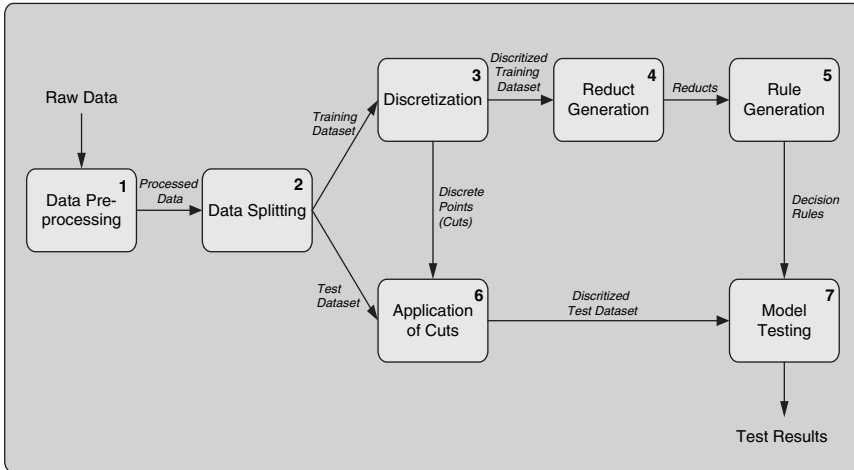 Raw Data
1
Data Pre-
processing
Processed
Data
2
Data Splitting
Training
Dataset
Test
Dataset
3
Discretization
Discritized
Training
Dataset
4
Reduct
Generation
Reducts
5
Rule
Generation
Discrete
Points
(Cuts)
Decision
Rules
6
Application
of Cuts
Discritized
Test Dataset
7
Model
Testing
Test Results